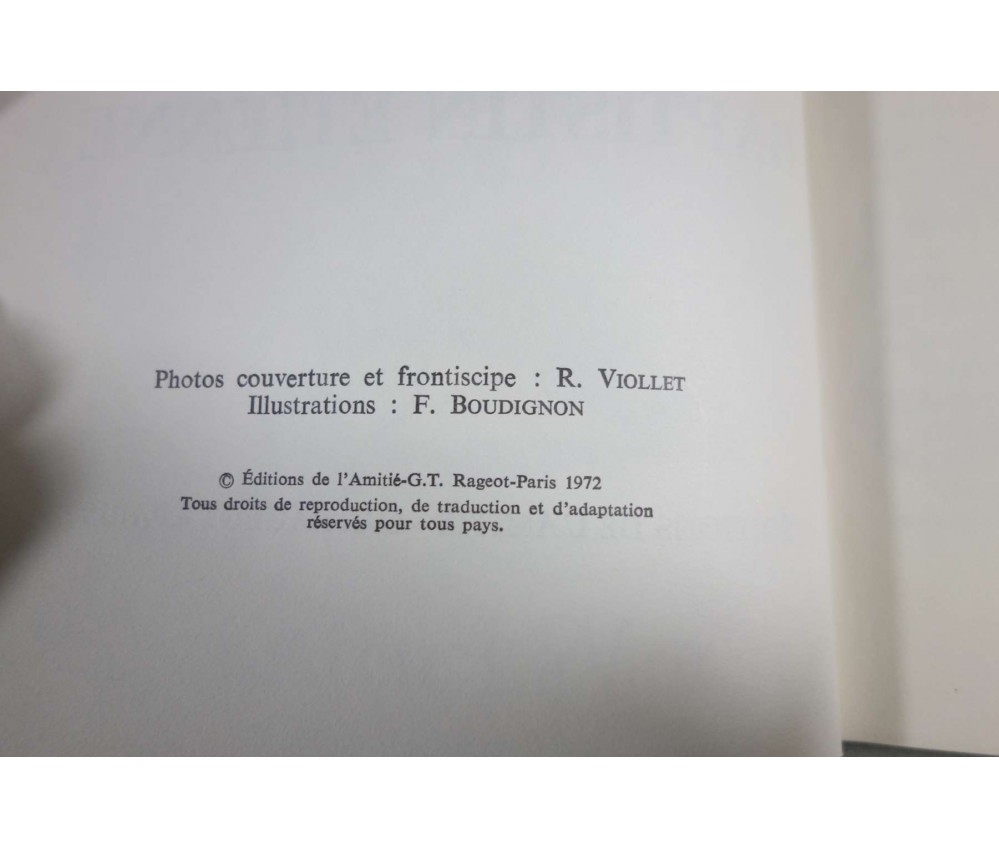 Photos couverture et frontiscipe : R. VIOLLET
Illustrations : F. BOUDIGNON
© Éditions de l'Amitié-G.T. Rageot-Paris 1972
Tous droits de reproduction, de traduction et d'adaptation
réservés pour tous pays.